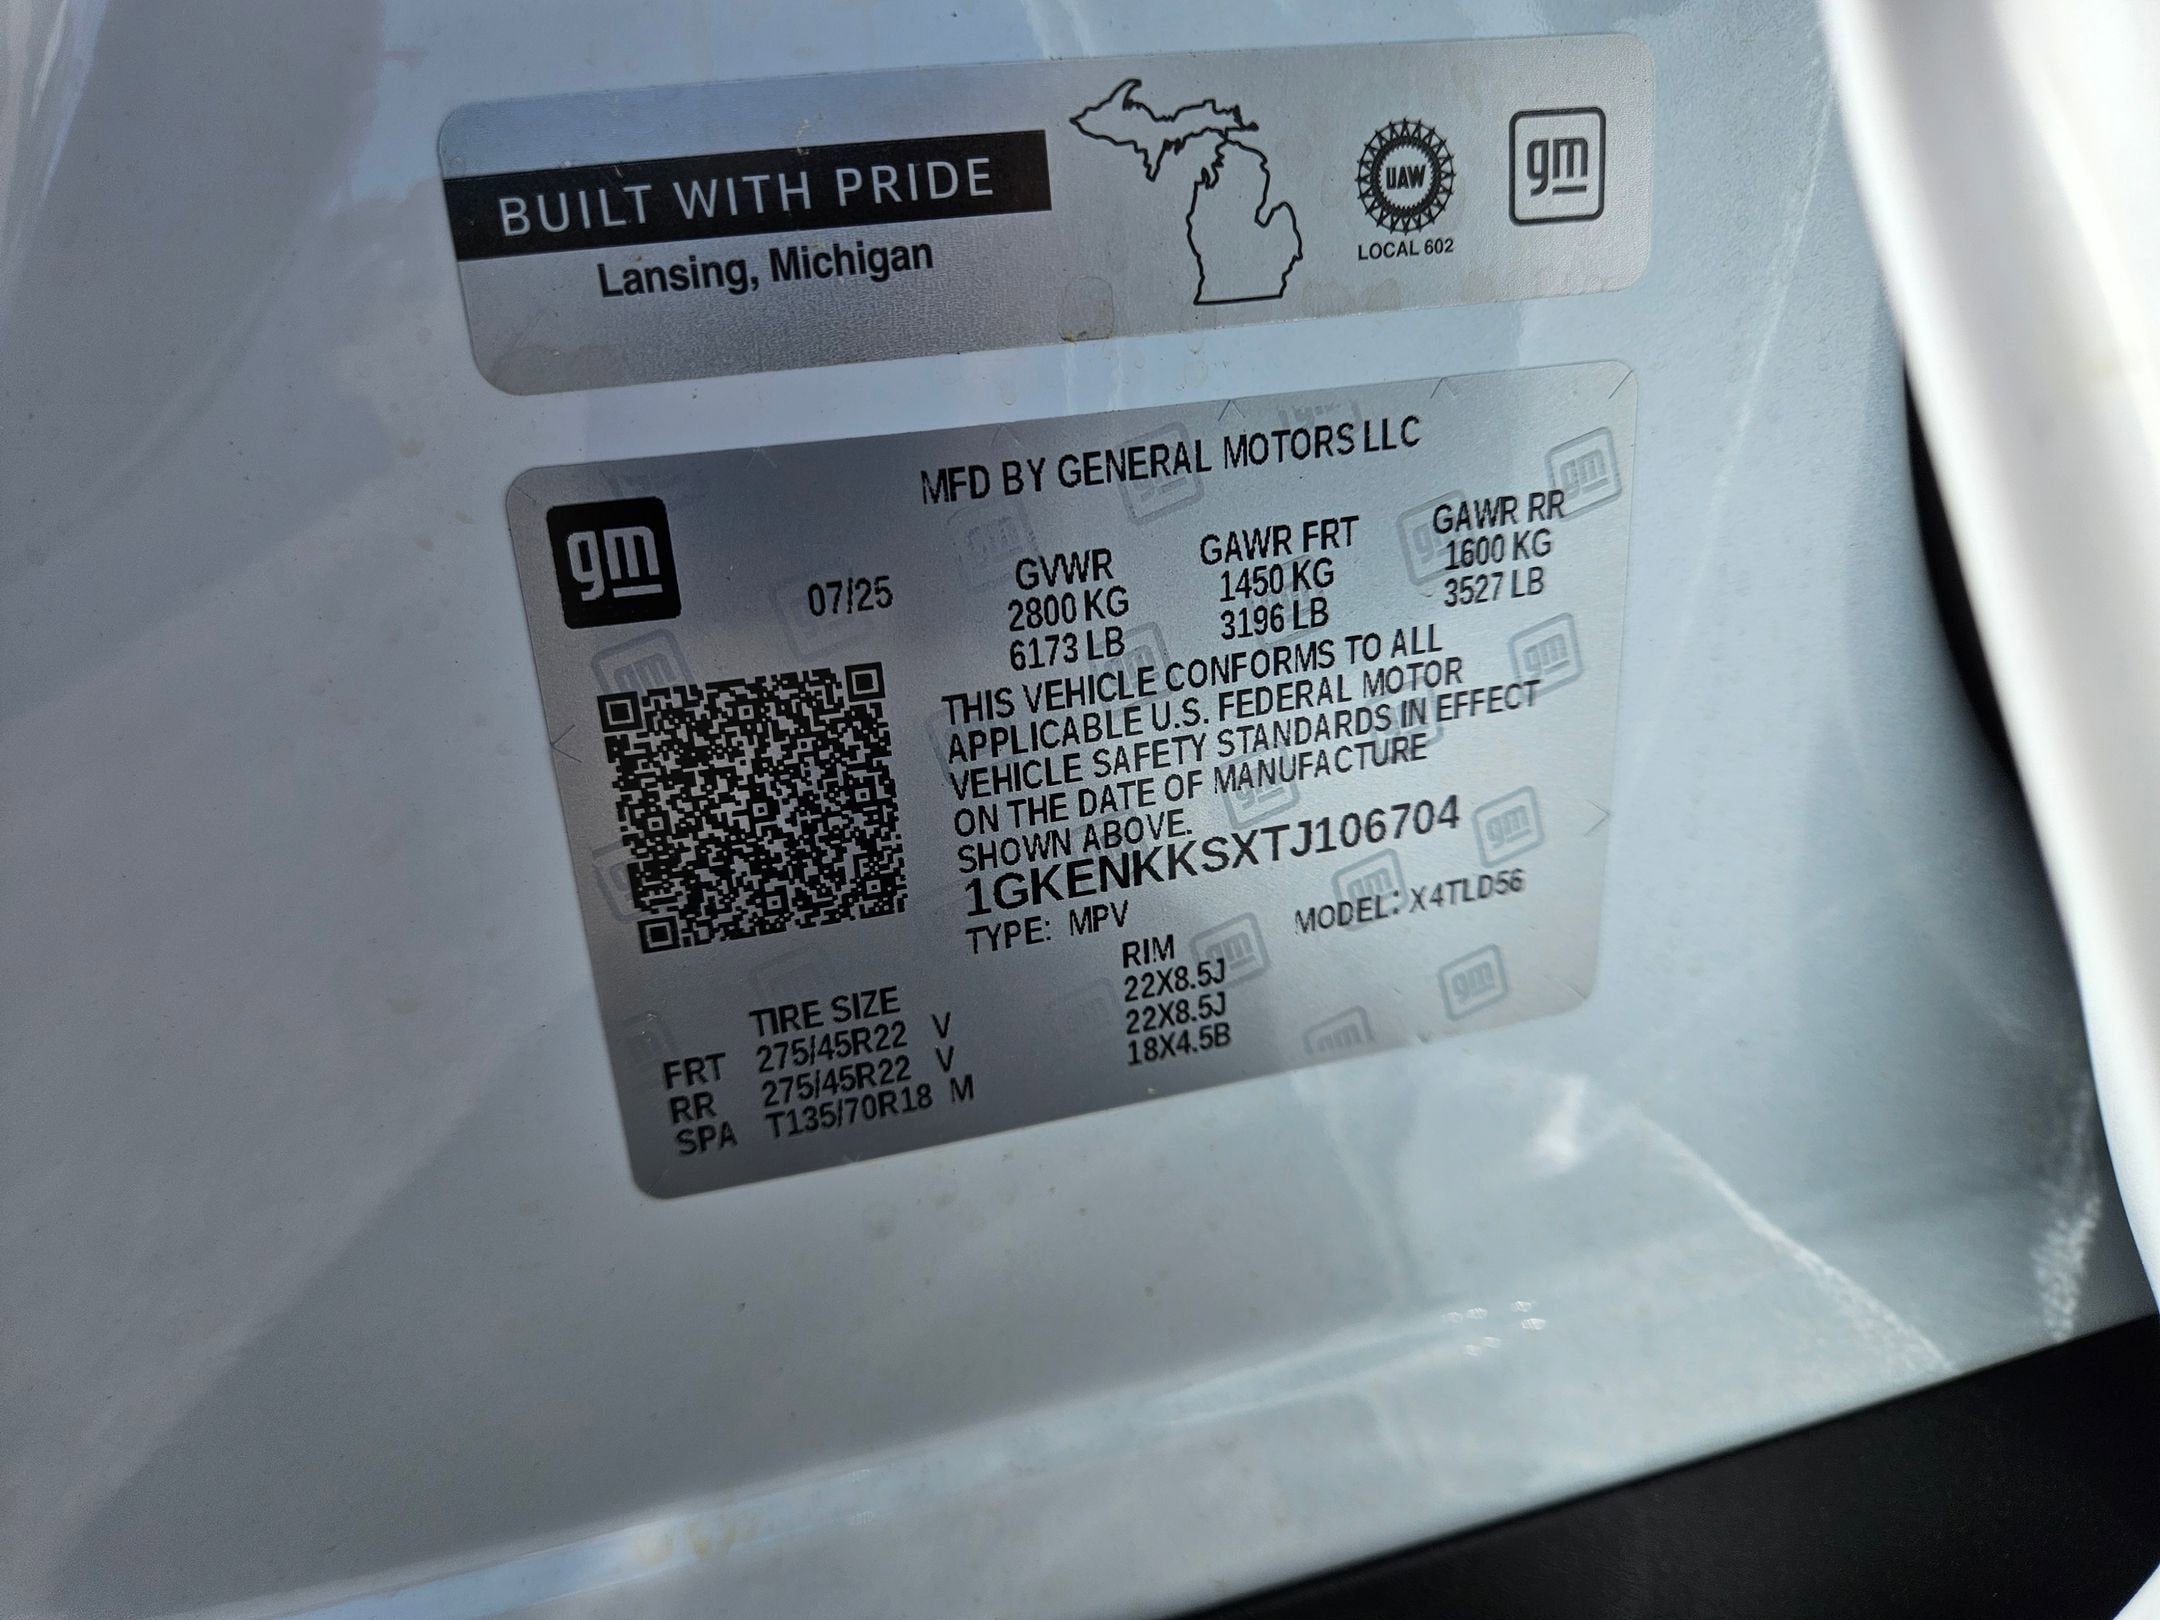 BUILT WITH PRIDE
Lansing, Michigan
UAW
LOCAL 602
gm
MFD BY GENERAL MOTORS LLC
gm
07/25
GVWR GAWR FRT GAWR RR
2800 KG 1450 KG 1600 KG
6173 LB 3196 LB 3527 LB
THIS VEHICLE CONFORMS TO ALL
APPLICABLE U.S. FEDERAL MOTOR
VEHICLE SAFETY STANDARDS IN EFFECT
ON THE DATE OF MANUFACTURE
SHOWN ABOVE.
1GKENKKSXTJ106704
TYPE: MPV MODEL: X4TLD56
TIRE SIZE RIM
FRT 275/45R22 V 22X8.5J
RR 275/45R22 V 22X8.5J
SPA T135/70R18 M 18X4.5B